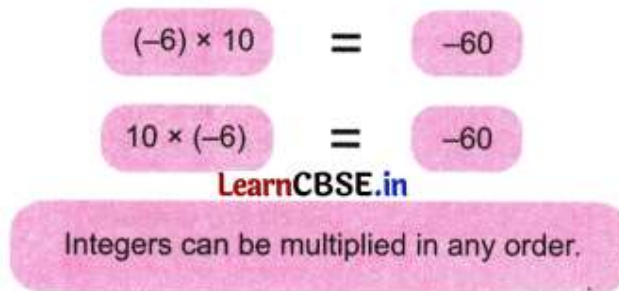 (–6) × 10 = –60
10 × (–6) = –60
LearnCBSE.in
Integers can be multiplied in any order.